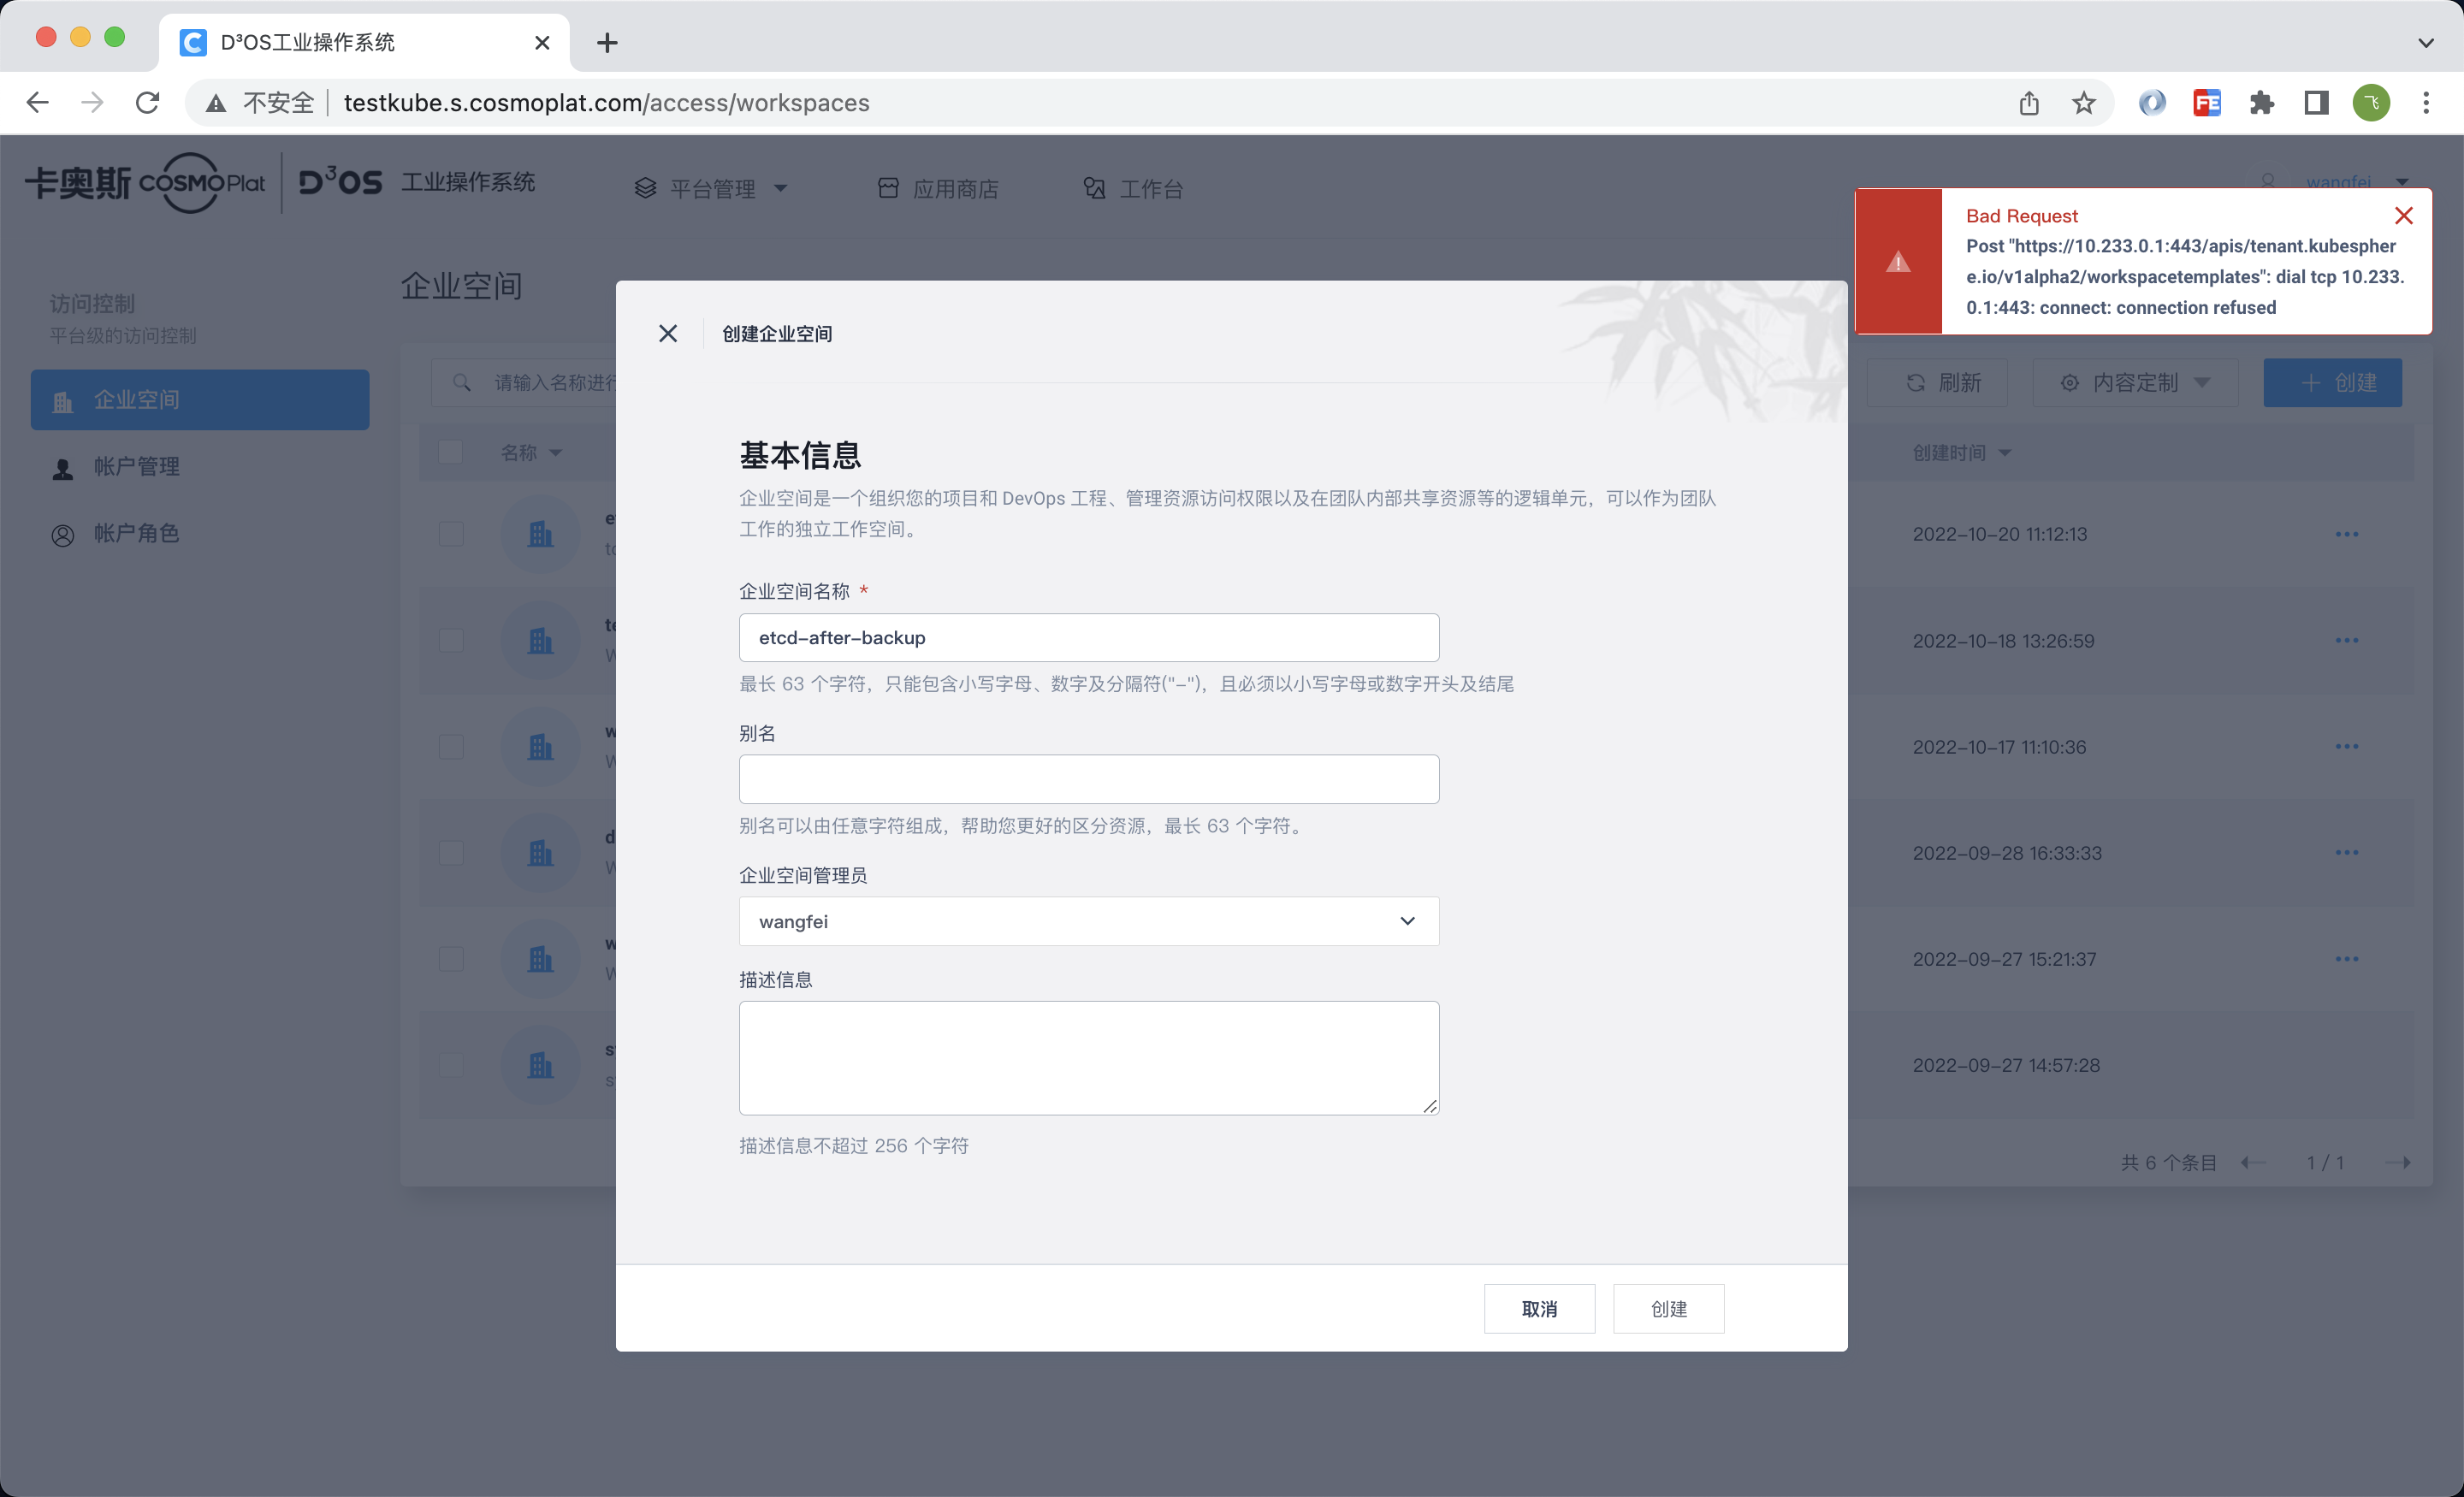 D³OS工业操作系统
不安全
testkube.s.cosmoplat.com/access/workspaces
FE
卡奥斯 COSMOPlat
D³OS 工业操作系统
平台管理
应用商店
工作台
wangfei
Bad Request
Post "https://10.233.0.1:443/apis/tenant.kubespher
e.io/v1alpha2/workspacetemplates": dial tcp 10.233.
0.1:443: connect: connection refused
访问控制
平台级的访问控制
企业空间
帐户管理
帐户角色
企业空间
请输入名称进行
刷新
内容定制
创建
名称
创建时间
2022-10-20 11:12:13
2022-10-18 13:26:59
2022-10-17 11:10:36
2022-09-28 16:33:33
2022-09-27 15:21:37
2022-09-27 14:57:28
共 6 个条目
1 / 1
创建企业空间
基本信息
企业空间是一个组织您的项目和 DevOps 工程、管理资源访问权限以及在团队内部共享资源等的逻辑单元，可以作为团队
工作的独立工作空间。
企业空间名称 *
etcd-after-backup
最长 63 个字符，只能包含小写字母、数字及分隔符("-")，且必须以小写字母或数字开头及结尾
别名
别名可以由任意字符组成，帮助您更好的区分资源，最长 63 个字符。
企业空间管理员
wangfei
描述信息
描述信息不超过 256 个字符
取消
创建